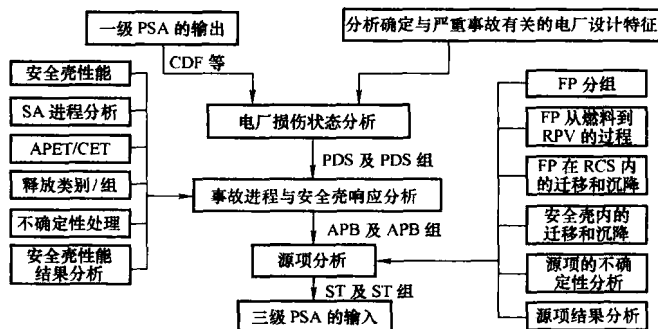 一级 PSA 的输出
分析确定与严重事故有关的电厂设计特征
CDF 等
安全壳性能
SA 进程分析
APET/CET
释放类别/组
不确定性处理
安全壳性能
结果分析
电厂损伤状态分析
PDS 及 PDS 组
事故进程与安全壳响应分析
APB 及 APB 组
源项分析
ST 及 ST 组
三级 PSA 的输入
FP 分组
FP 从燃料到
RPV 的过程
FP 在 RCS 内
的迁移和沉降
安全壳内的
迁移和沉降
源项的不确
定性分析
源项结果分析